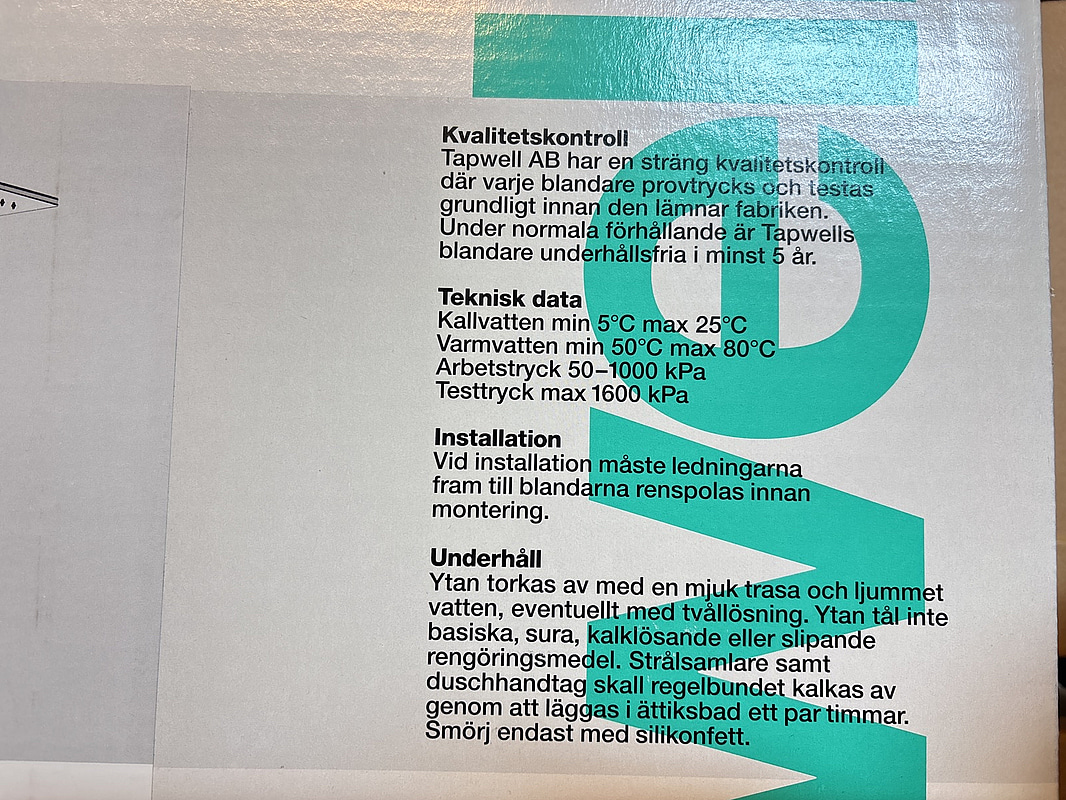 Kvalitetskontroll
Tapwell AB har en sträng kvalitetskontroll
där varje blandare provtrycks och testas
grundligt innan den lämnar fabriken.
Under normala förhållande är Tapwells
blandare underhållsfria i minst 5 år.
Teknisk data
Kallvatten min 5°C max 25°C
Varmvatten min 50°C max 80°C
Arbetstryck 50–1000 kPa
Testtryck max 1600 kPa
Installation
Vid installation måste ledningarna
fram till blandarna renspolas innan
montering.
Underhåll
Ytan torkas av med en mjuk trasa och ljummet
vatten, eventuellt med tvållösning. Ytan tål inte
basiska, sura, kalklösande eller slipande
rengöringsmedel. Strålsamlare samt
duschhandtag skall regelbundet kalkas av
genom att läggas i ättiksbad ett par timmar.
Smörj endast med silikonfett.
wel